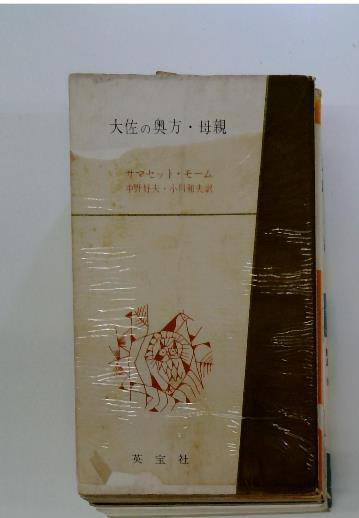 大佐の奥方・母親
サマセット・モーム
中野好夫・小川和夫訳
英宝社